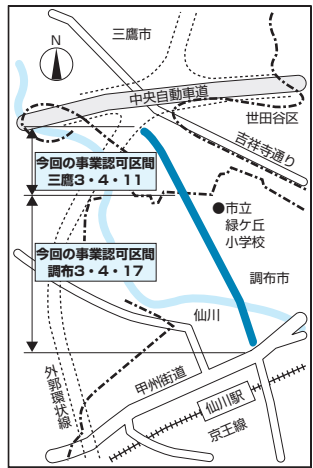 三鷹市
N
中央自動車道
世田谷区
吉祥寺通り
今回の事業認可区間
三鷹3・4・11
●市立
緑ケ丘
小学校
今回の事業認可区間
調布3・4・17
調布市
仙川
外郭環状線
甲州街道
仙川駅
京王線